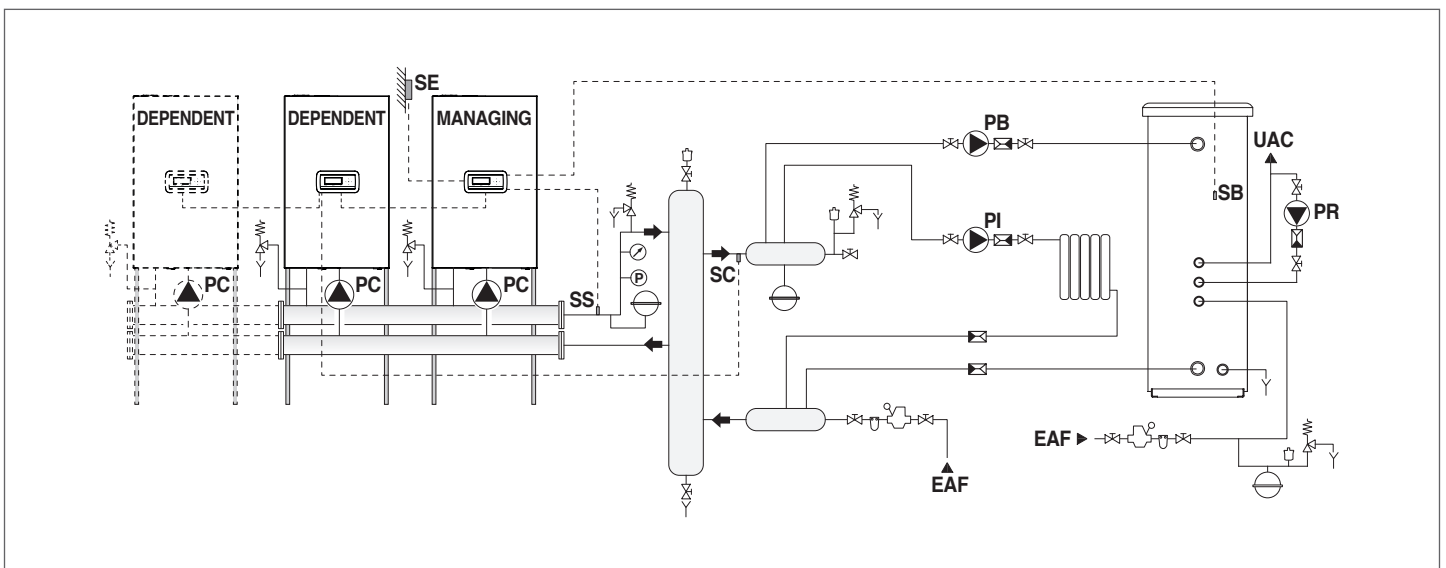 SE
DEPENDENT
DEPENDENT
MANAGING
PB
UAC
SB
PR
PI
SC
PC
PC
PC
SS
P
EAF
EAF